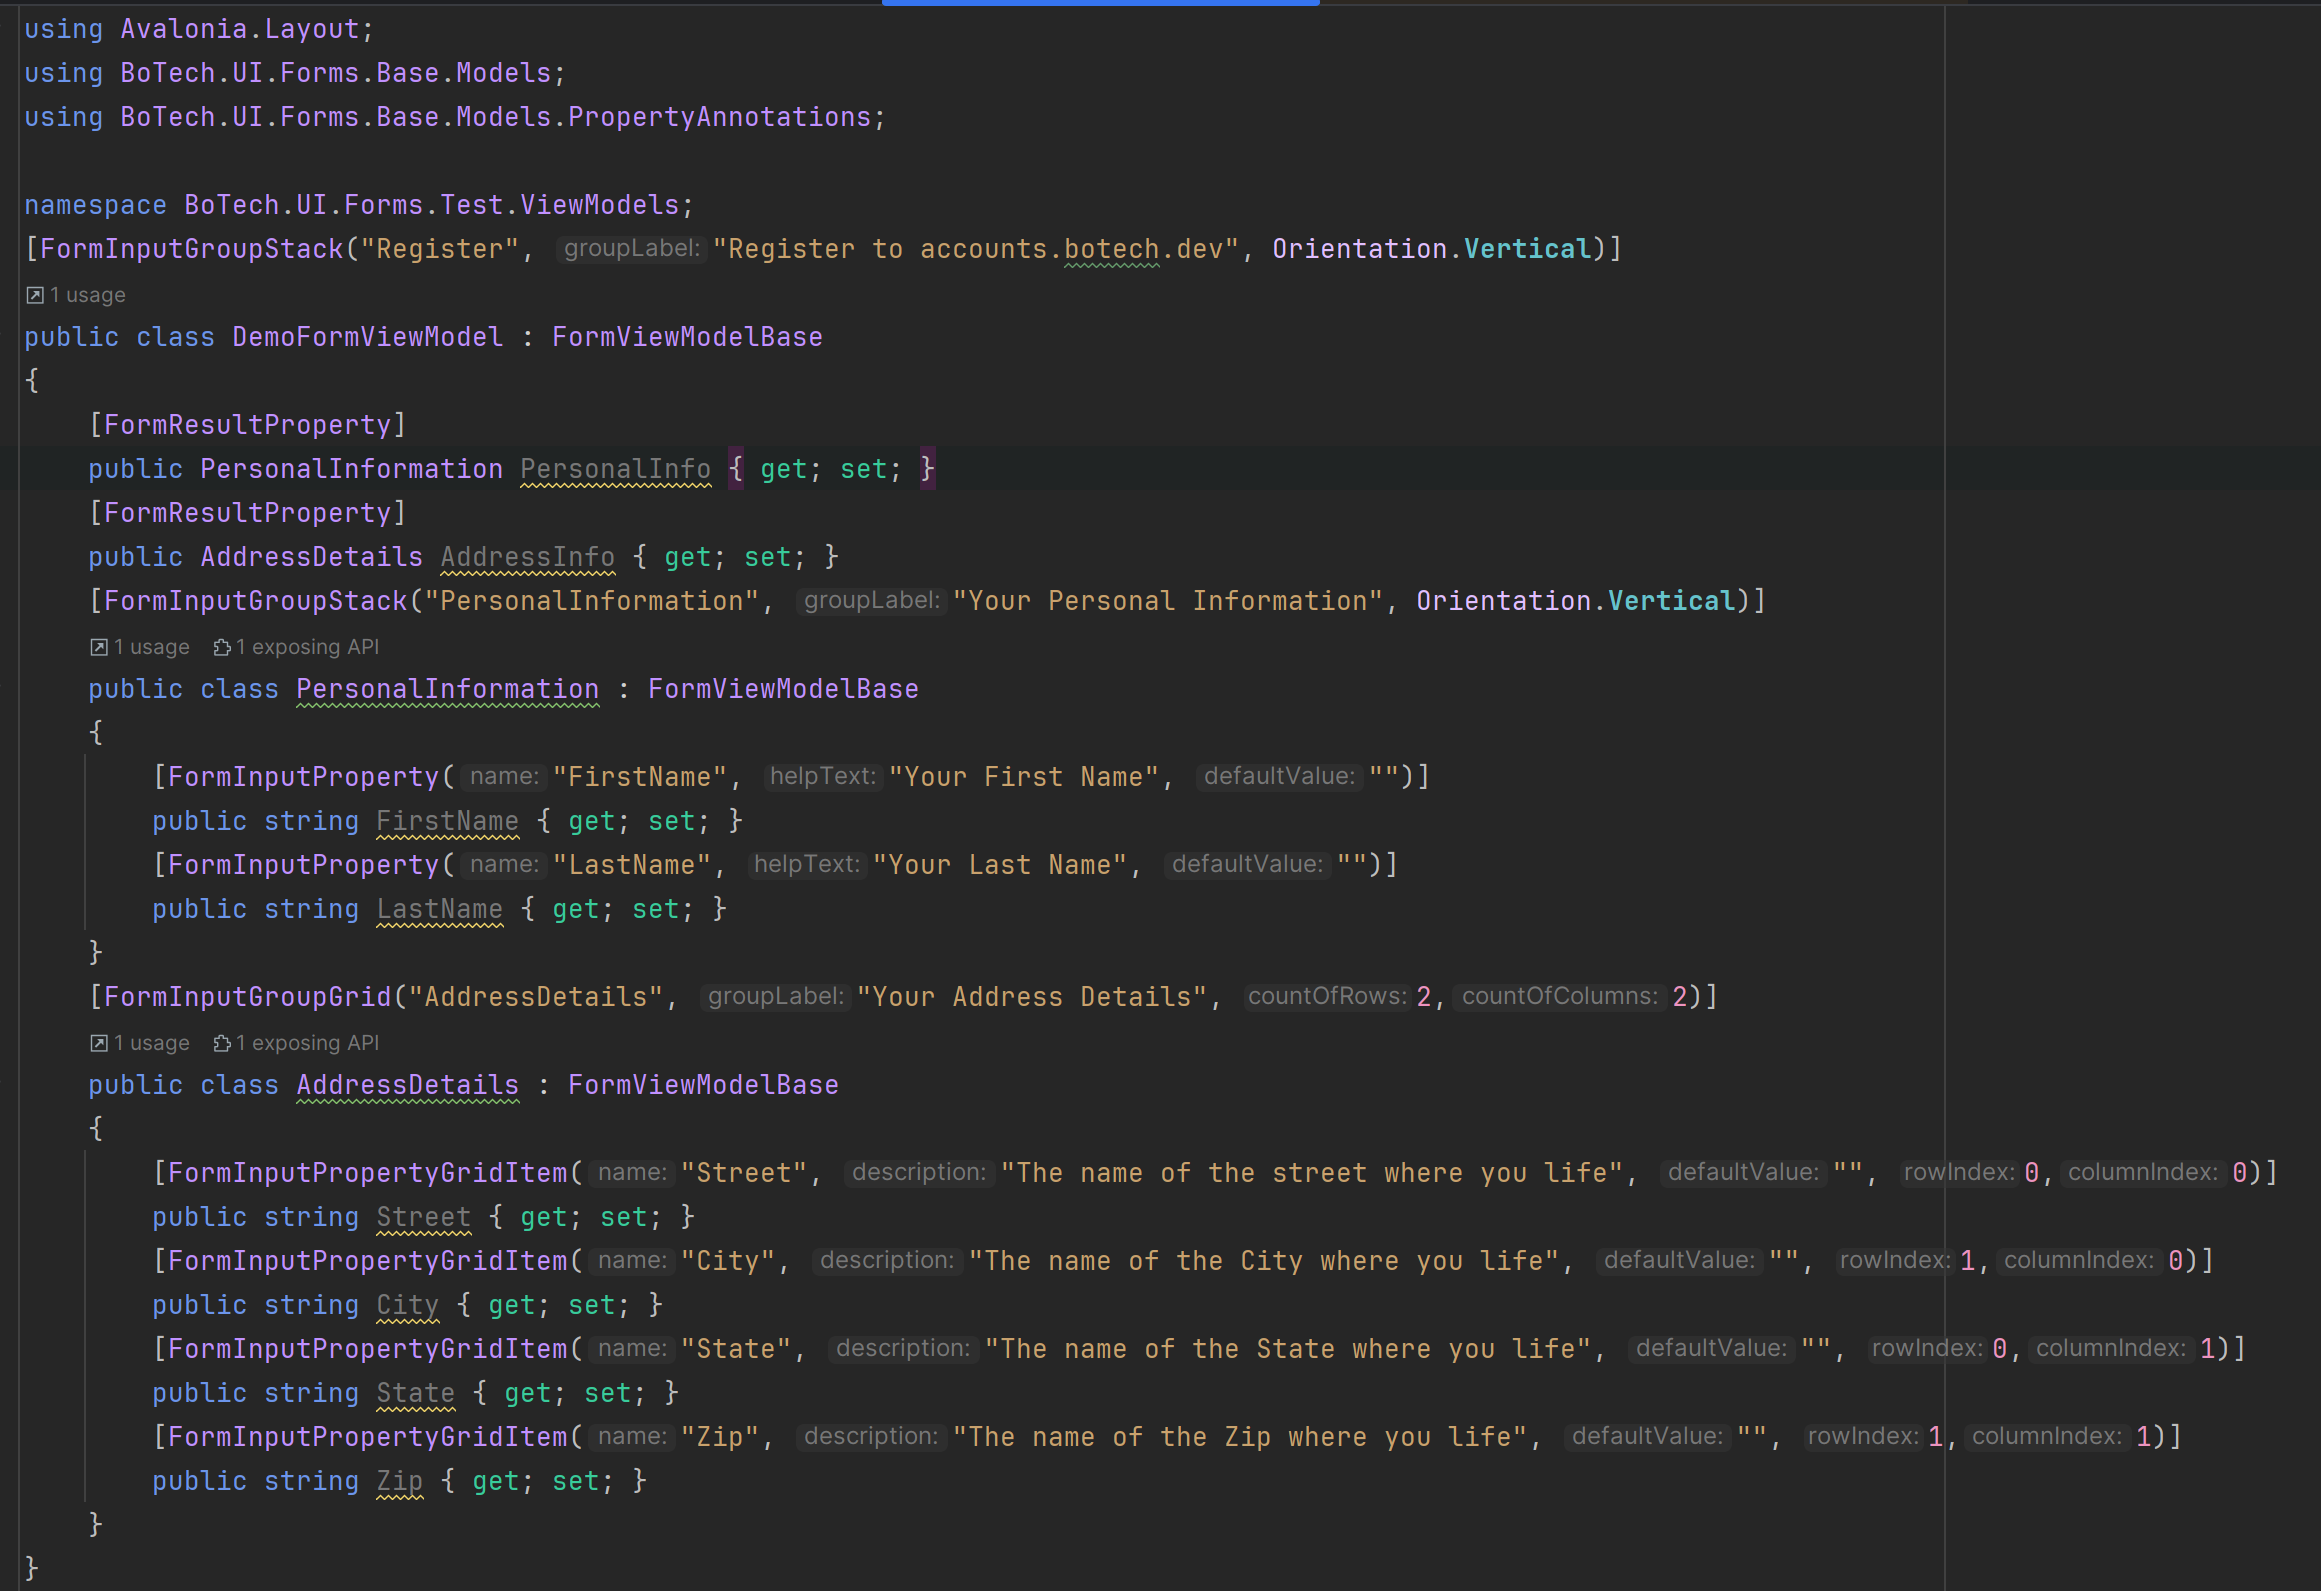 using Avalonia.Layout;
using BoTech.UI.Forms.Base.Models;
using BoTech.UI.Forms.Base.Models.PropertyAnnotations;
namespace BoTech.UI.Forms.Test.ViewModels;
[FormInputGroupStack("Register", groupLabel: "Register to accounts.botech.dev", Orientation.Vertical)]
1 usage
public class DemoFormViewModel : FormViewModelBase
{
[FormResultProperty]
public PersonalInformation PersonalInfo { get; set; }
[FormResultProperty]
public AddressDetails AddressInfo { get; set; }
[FormInputGroupStack("PersonalInformation", groupLabel: "Your Personal Information", Orientation.Vertical)]
1 usage 1 exposing API
public class PersonalInformation : FormViewModelBase
{
[FormInputProperty( name: "FirstName", helpText: "Your First Name", defaultValue: "")]
public string FirstName { get; set; }
[FormInputProperty( name: "LastName", helpText: "Your Last Name", defaultValue: "")]
public string LastName { get; set; }
}
[FormInputGroupGrid("AddressDetails", groupLabel: "Your Address Details", countOfRows: 2, countOfColumns: 2)]
1 usage 1 exposing API
public class AddressDetails : FormViewModelBase
{
[FormInputPropertyGridItem( name: "Street", description: "The name of the street where you life", defaultValue: "", rowIndex: 0, columnIndex: 0)]
public string Street { get; set; }
[FormInputPropertyGridItem( name: "City", description: "The name of the City where you life", defaultValue: "", rowIndex: 1, columnIndex: 0)]
public string City { get; set; }
[FormInputPropertyGridItem( name: "State", description: "The name of the State where you life", defaultValue: "", rowIndex: 0, columnIndex: 1)]
public string State { get; set; }
[FormInputPropertyGridItem( name: "Zip", description: "The name of the Zip where you life", defaultValue: "", rowIndex: 1, columnIndex: 1)]
public string Zip { get; set; }
}
}